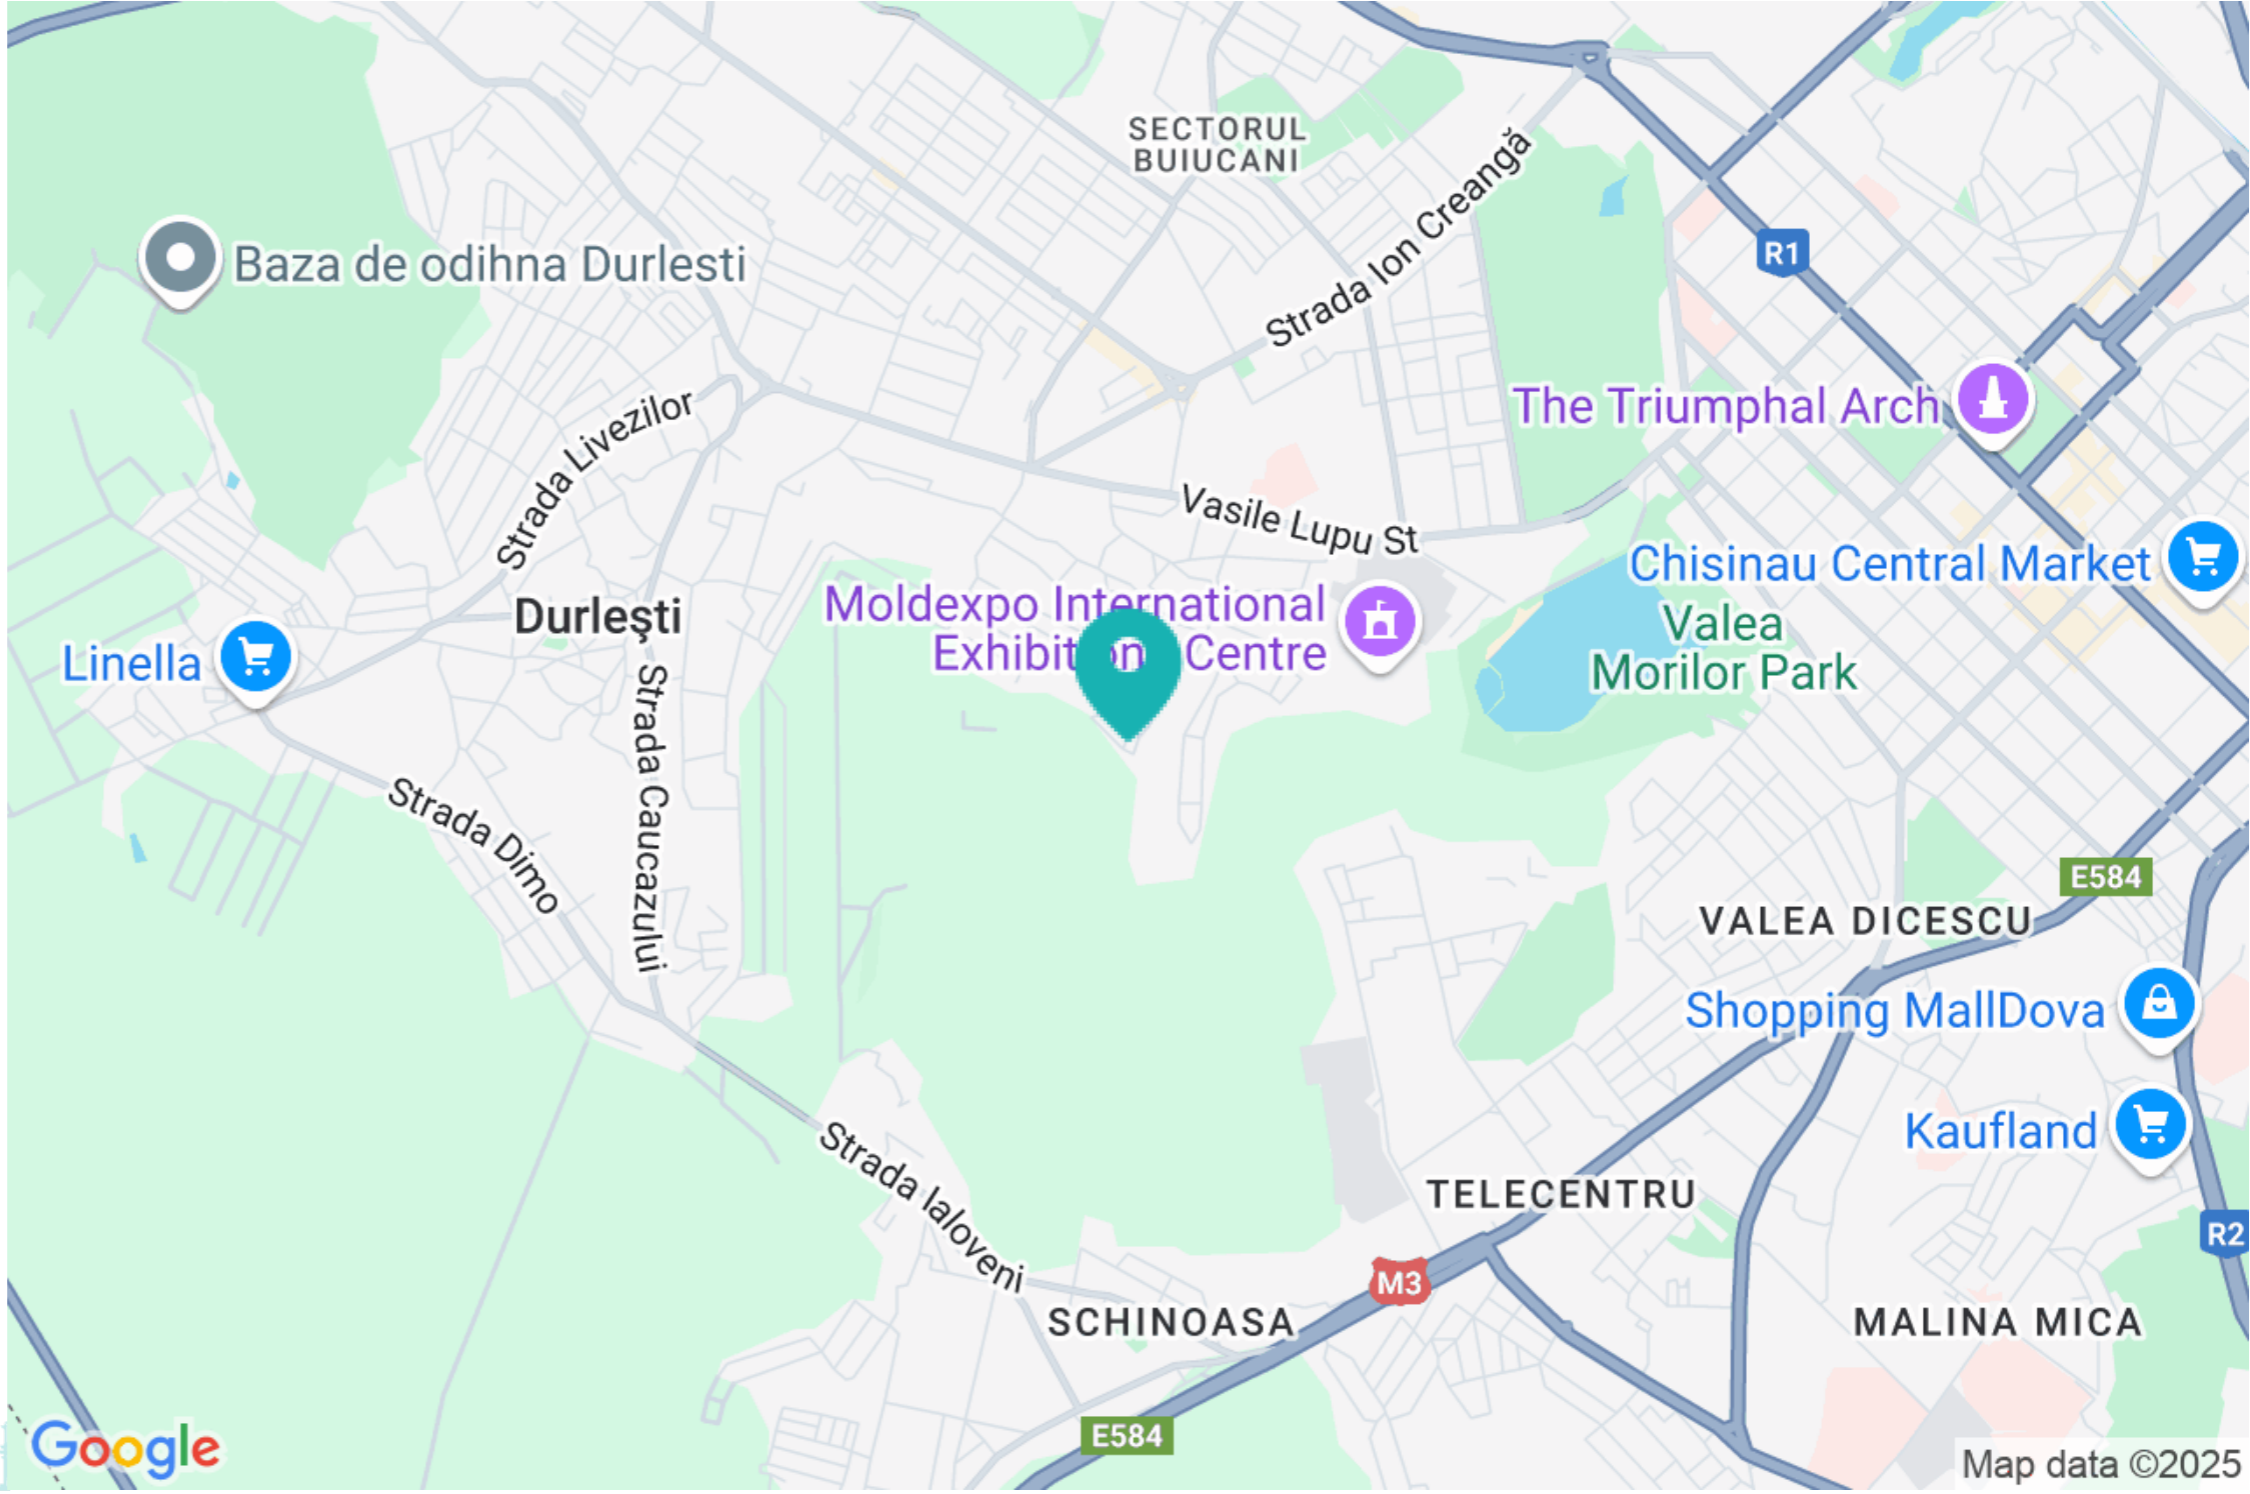 SECTORUL
BUIUCANI
Strada Ion Creangă
R1
Baza de odihna Durlesti
Strada Livezilor
The Triumphal Arch
Vasile Lupu St
Chisinau Central Market
Moldexpo International
Exhibitions Centre
Valea
Morilor Park
Durlești
Linella
Strada Caucazului
Strada Dimo
E584
VALEA DICESCU
Shopping MallDova
Kaufland
Strada Ialoveni
TELECENTRU
R2
M3
SCHINOASA
MALINA MICA
E584
Google
Map data ©2025